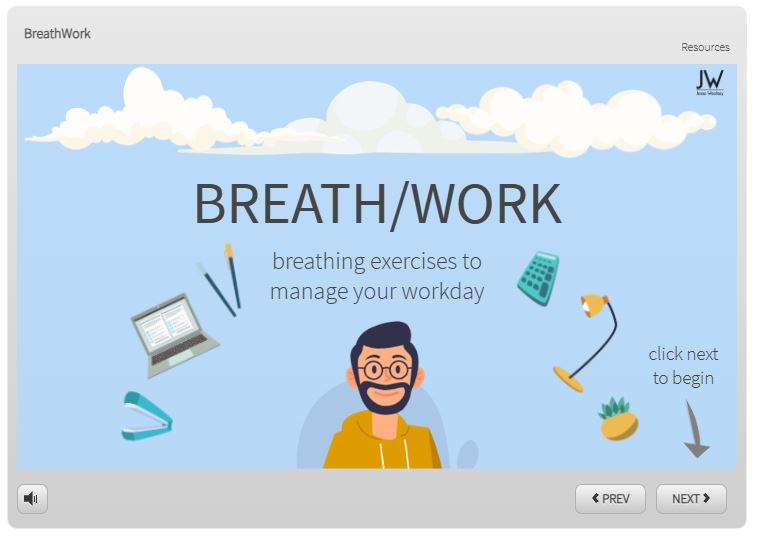 BreathWork
Resources
JW
BREATH/WORK
breathing exercises to
manage your workday
click next
to begin
PREV
NEXT